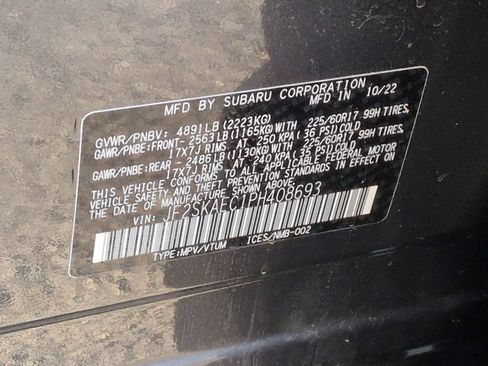 MFD BY SUBARU CORPORATION 10/22
GVWR/PNBV: 4891LB (2223KG)
GAWR/PNBE:FRONT- 2563LB(1165KG)WITH 225/60R17 99H TIRES,
17X7J RIMS AT 250 KPA(36 PSI)COLD
GAWR/PNBE:REAR - 2486LB(1130KG)WITH 225/60R17 99H TIRES,
17X7J RIMS AT 240 KPA(35 PSI)COLD
THIS VEHICLE CONFORMS TO ALL APPLICABLE FEDERAL MOTOR
VEHICLE SAFETY AND THEFT PREVENTION STANDARDS IN EFFECT ON
THE DATE OF MANUFACTURE SHOWN ABOVE.
VIN: JF2SKAEC1PH408693
TYPE:MPV/VTUM ICES/NMB-002